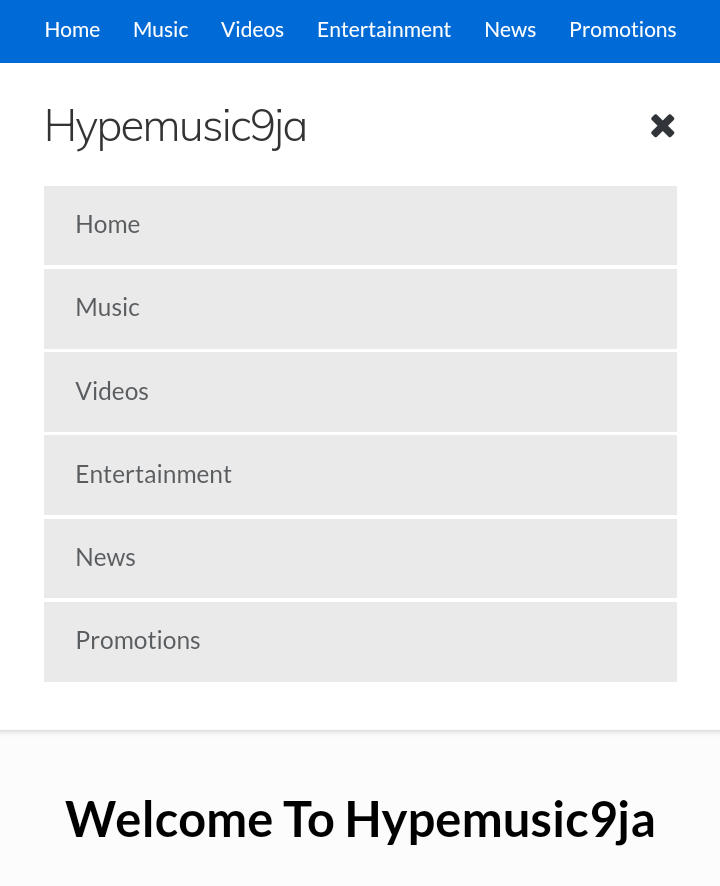 Home Music Videos Entertainment News Promotions
Hypemusic9ja
Home
Music
Videos
Entertainment
News
Promotions
Welcome To Hypemusic9ja